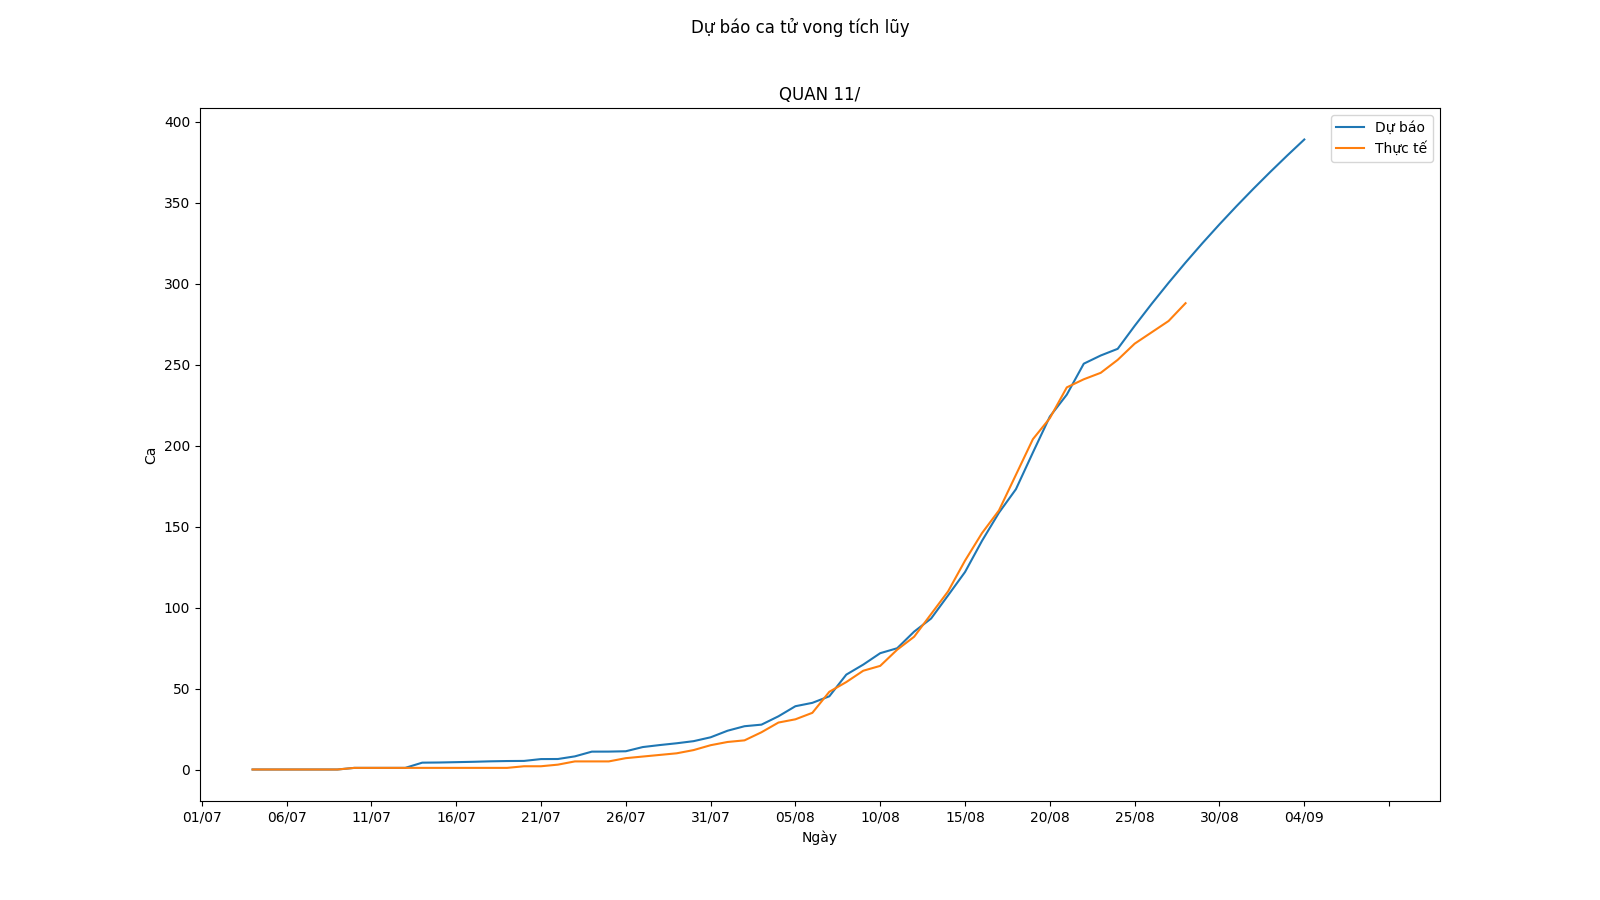 Dự báo ca tử vong tích lũy
QUAN 11/
Dự báo
Thực tế
Ca
400
350
300
250
200
150
100
50
0
01/07 06/07 11/07 16/07 21/07 26/07 31/07 05/08 10/08 15/08 20/08 25/08 30/08 04/09
Ngày